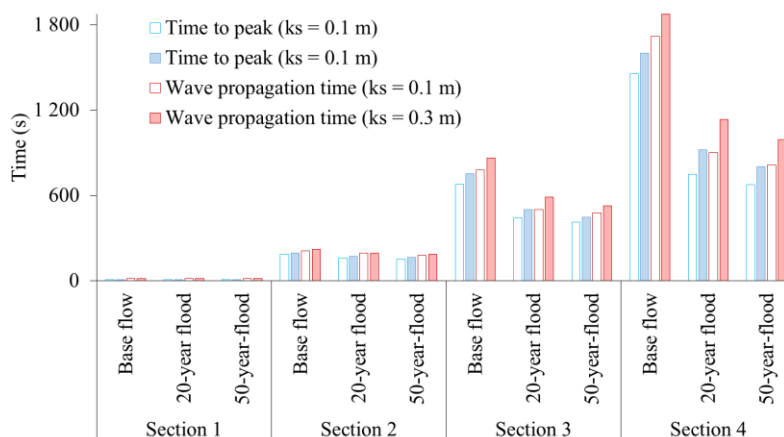 1 800
1 200
600
0
Time (s)
Time to peak (ks = 0.1 m)
Time to peak (ks = 0.1 m)
Wave propagation time (ks = 0.1 m)
Wave propagation time (ks = 0.3 m)
Base flow
20-year flood
50-year-flood
Base flow
20-year flood
50-year-flood
Base flow
20-year flood
50-year-flood
Base flow
20-year flood
50-year-flood
Section 1
Section 2
Section 3
Section 4